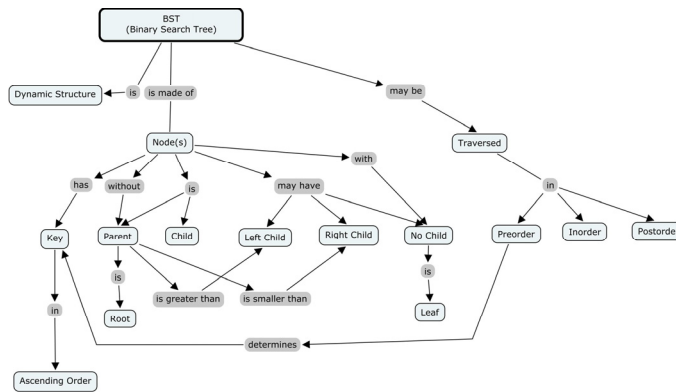 BST
(Binary Search Tree)
Dynamic Structure
is
is made of
may be
Node(s)
Traversed
with
has
without
is
may have
in
Key
Parent
Child
Left Child
Right Child
No Child
Preorder
Inorder
Postorde
is
is
is greater than
is smaller than
in
Root
Leaf
determines
Ascending Order